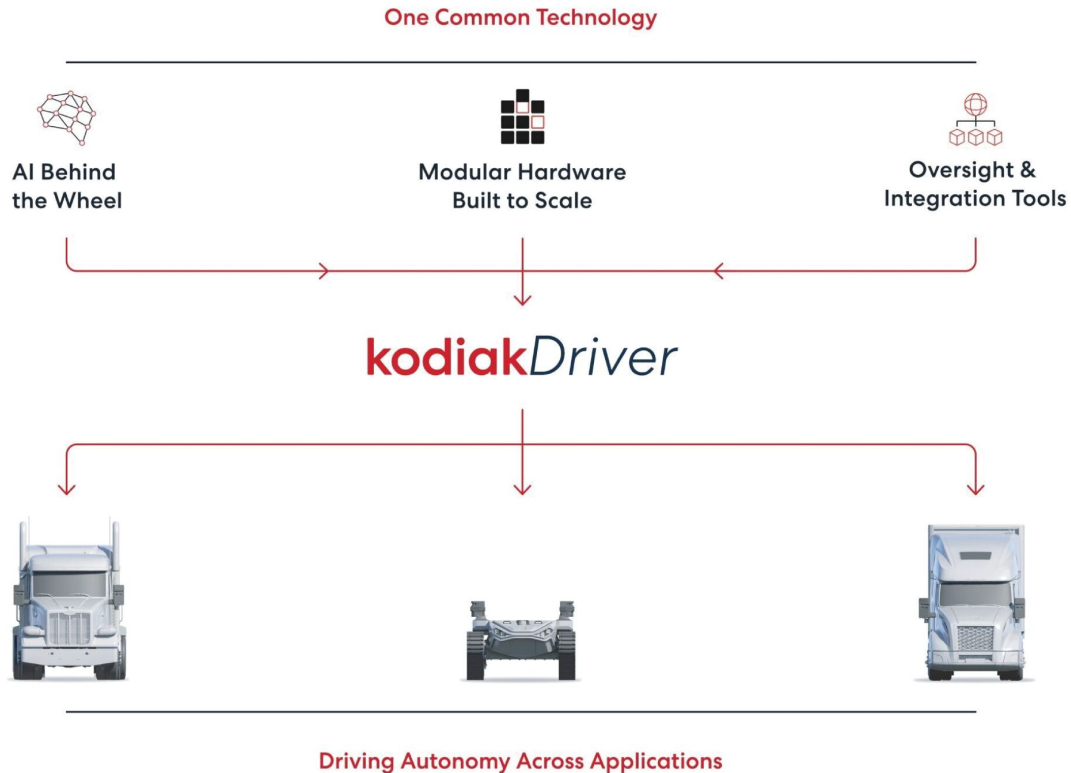 One Common Technology
AI Behind
the Wheel
Modular Hardware
Built to Scale
Oversight &
Integration Tools
kodiakDriver
Driving Autonomy Across Applications